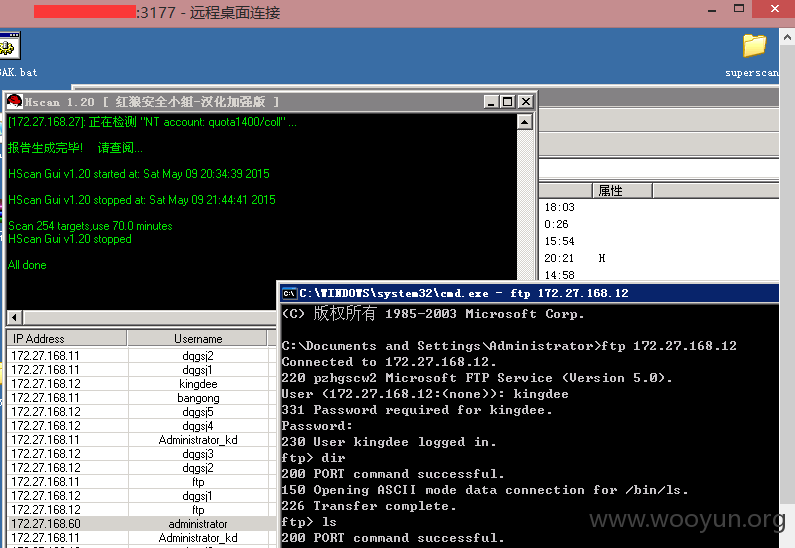 :3177 - 远程桌面连接
AK.bat
superscan
Hscan 1.20 [ 红狼安全小组-汉化加强版 ]
[172.27.168.27]: 正在检测 "NT account: quota1400/coll" ...
报告生成完毕! 请查阅...
HScan Gui v1.20 started at: Sat May 09 20:34:39 2015
HScan Gui v1.20 stopped at: Sat May 09 21:44:41 2015
Scan 254 targets,use 70.0 minutes
HScan Gui v1.20 stopped
All done
属性
18:03
0:26
15:54
20:21 H
14:58
IP Address Username
172.27.168.11 dqgsj2
172.27.168.11 dqgsj1
172.27.168.12 kingdee
172.27.168.11 bangong
172.27.168.12 dqgsj5
172.27.168.12 dqgsj4
172.27.168.11 Administrator_kd
172.27.168.12 dqgsj3
172.27.168.12 dqgsj2
172.27.168.11 ftp
172.27.168.12 dqgsj1
172.27.168.12 ftp
172.27.168.60 administrator
172.27.168.11 Administrator_kd
C:\WINDOWS\system32\cmd.exe - ftp 172.27.168.12
(C) 版权所有 1985-2003 Microsoft Corp.
C:\Documents and Settings\Administrator>ftp 172.27.168.12
Connected to 172.27.168.12.
220 pzhgscw2 Microsoft FTP Service (Version 5.0).
User (172.27.168.12:(none)): kingdee
331 Password required for kingdee.
Password:
230 User kingdee logged in.
ftp> dir
200 PORT command successful.
150 Opening ASCII mode data connection for /bin/ls.
226 Transfer complete.
ftp> ls
200 PORT command successful.
www.wooyun.org